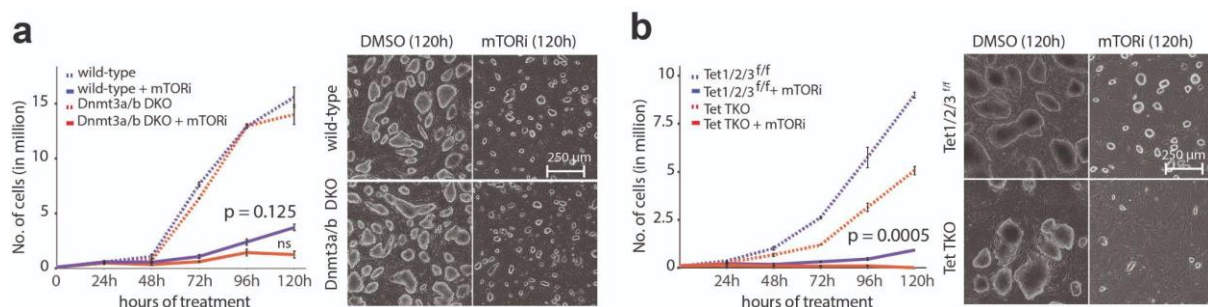 a
No. of cells (in million)
15
10
5
0
0
24h
48h
72h
96h
120h
hours of treatment
wild-type
wild-type + mTORi
Dnmt3a/b DKO
Dnmt3a/b DKO + mTORi
p = 0.125
ns
DMSO (120h)
mTORi (120h)
wild-type
Dnmt3a/b DKO
250 µm
b
No. of cells (in million)
10
7.5
5
2.5
0
24h
48h
72h
96h
120h
hours of treatment
Tet1/2/3f/f
Tet1/2/3f/f + mTORi
Tet TKO
Tet TKO + mTORi
p = 0.0005
DMSO (120h)
mTORi (120h)
Tet1/2/3f/f
Tet TKO
250 µm